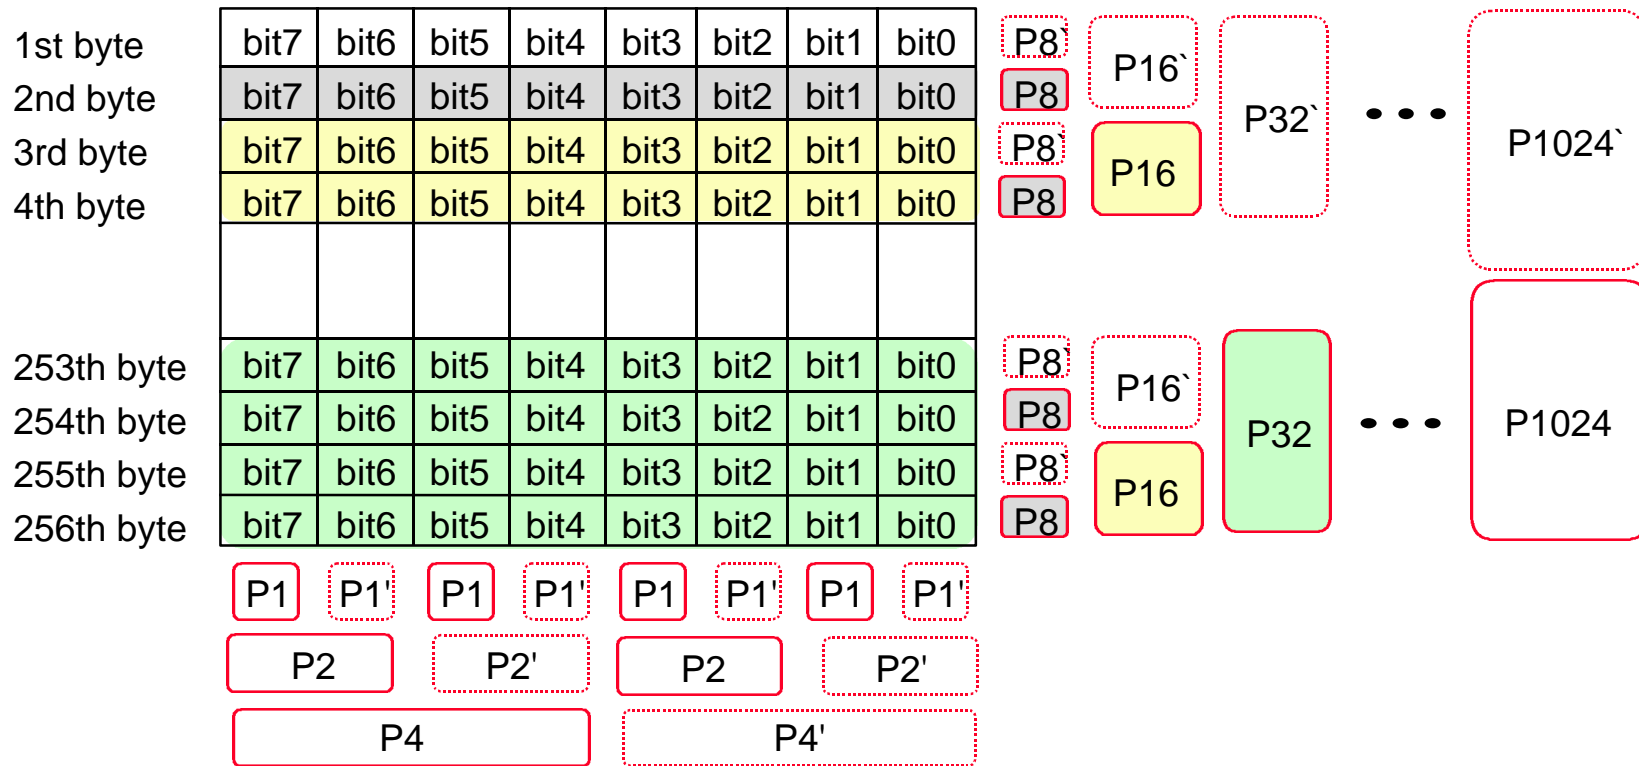 1st byte bit7 bit6 bit5 bit4 bit3 bit2 bit1 bit0 P8` P16` P32` • • • P1024`
2nd byte bit7 bit6 bit5 bit4 bit3 bit2 bit1 bit0 P8
3rd byte bit7 bit6 bit5 bit4 bit3 bit2 bit1 bit0 P8` P16
4th byte bit7 bit6 bit5 bit4 bit3 bit2 bit1 bit0 P8
253th byte bit7 bit6 bit5 bit4 bit3 bit2 bit1 bit0 P8` P16` P32 • • • P1024
254th byte bit7 bit6 bit5 bit4 bit3 bit2 bit1 bit0 P8
255th byte bit7 bit6 bit5 bit4 bit3 bit2 bit1 bit0 P8` P16
256th byte bit7 bit6 bit5 bit4 bit3 bit2 bit1 bit0 P8
P1 P1' P1 P1' P1 P1' P1 P1'
P2 P2' P2 P2'
P4 P4'